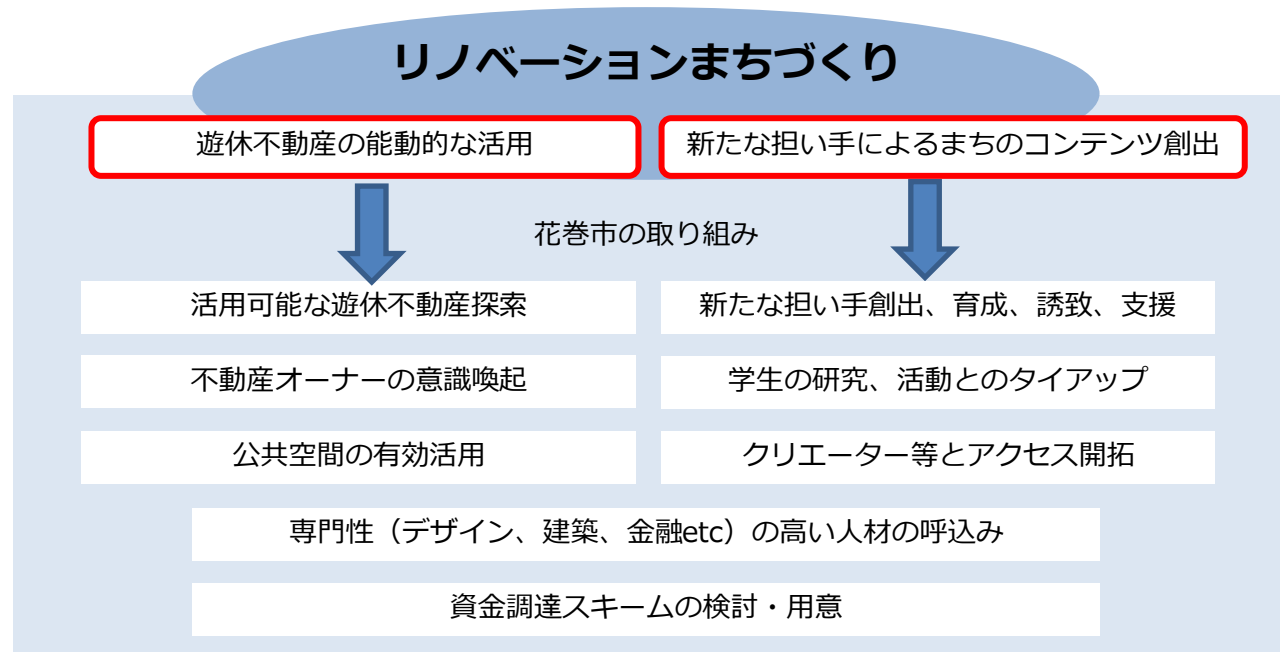 リノベーションまちづくり
遊休不動産の能動的な活用
新たな担い手によるまちのコンテンツ創出
花巻市の取り組み
活用可能な遊休不動産探索
新たな担い手創出、育成、誘致、支援
不動産オーナーの意識喚起
学生の研究、活動とのタイアップ
公共空間の有効活用
クリエーター等とアクセス開拓
専門性（デザイン、建築、金融etc）の高い人材の呼込み
資金調達スキームの検討・用意